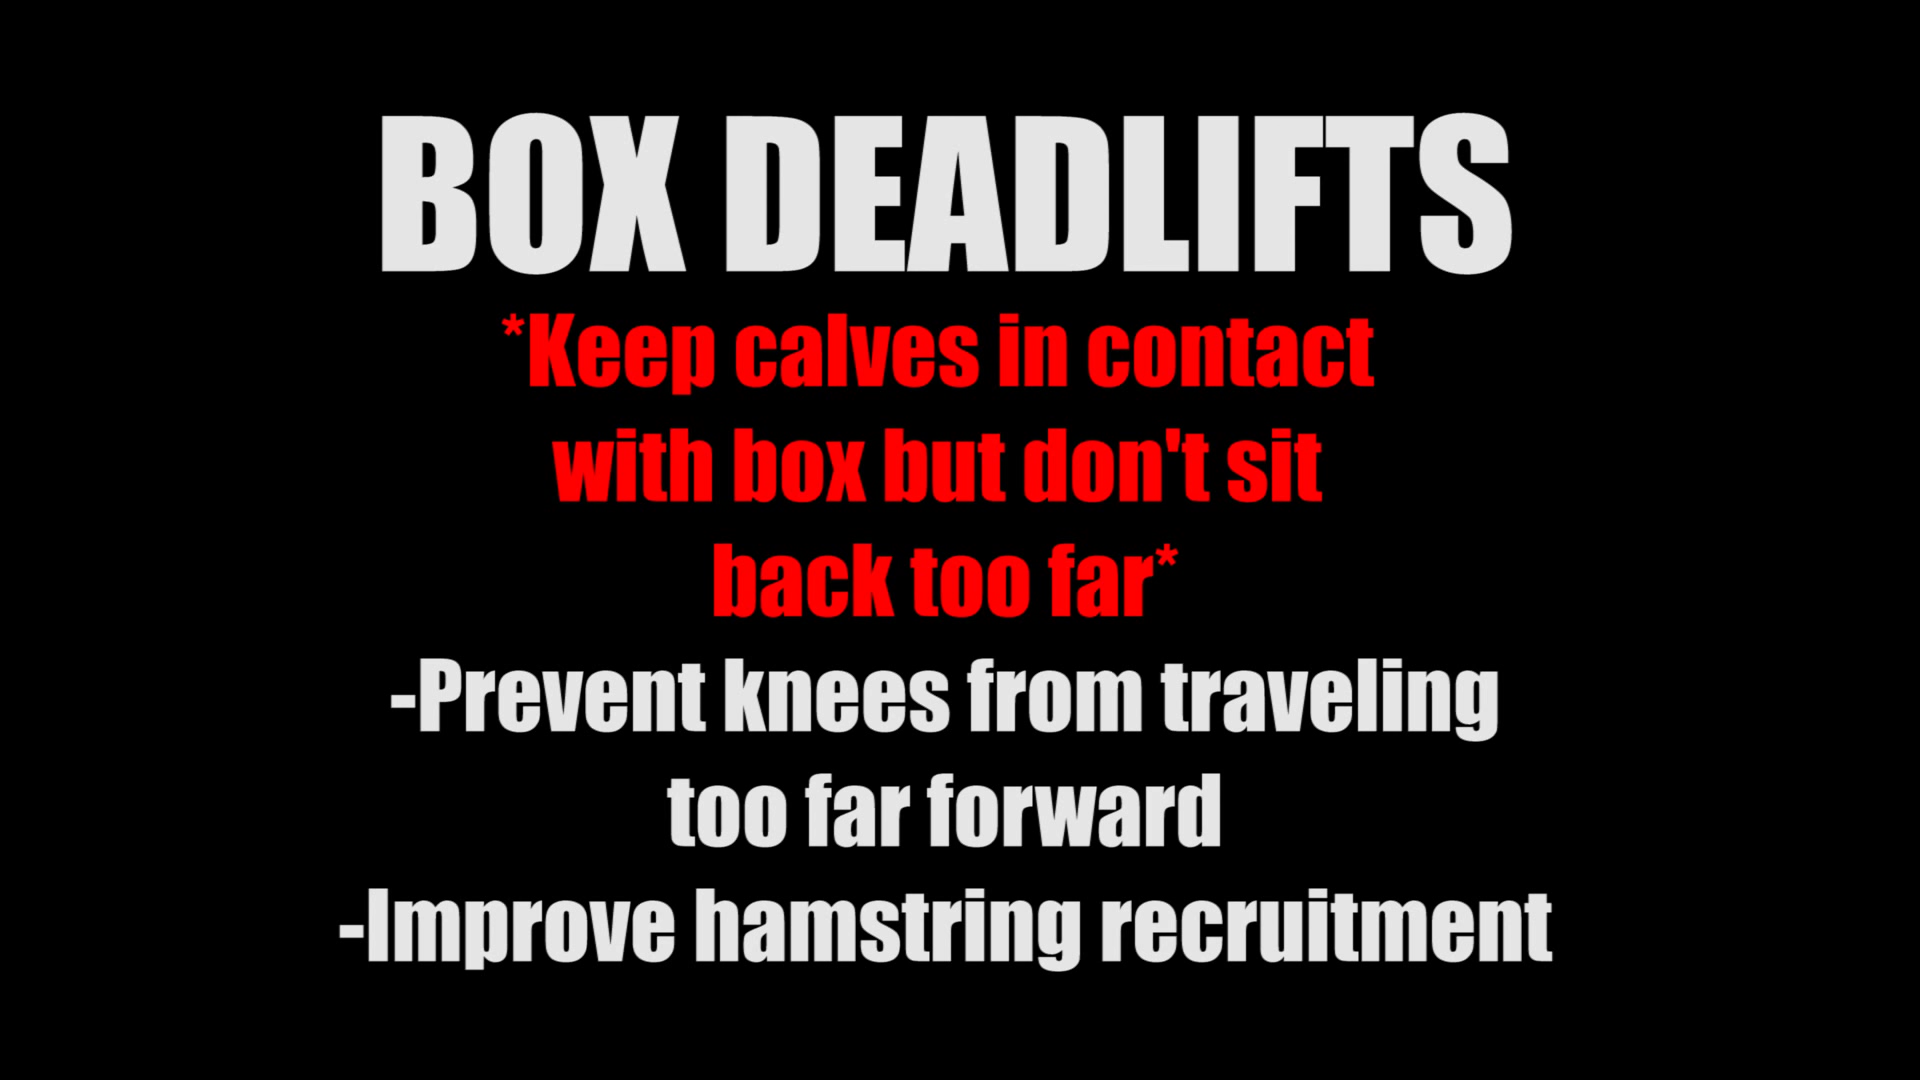 BOX DEADLIFTS
*Keep calves in contact
with box but don't sit
back too far*
-Prevent knees from traveling
too far forward
-Improve hamstring recruitment